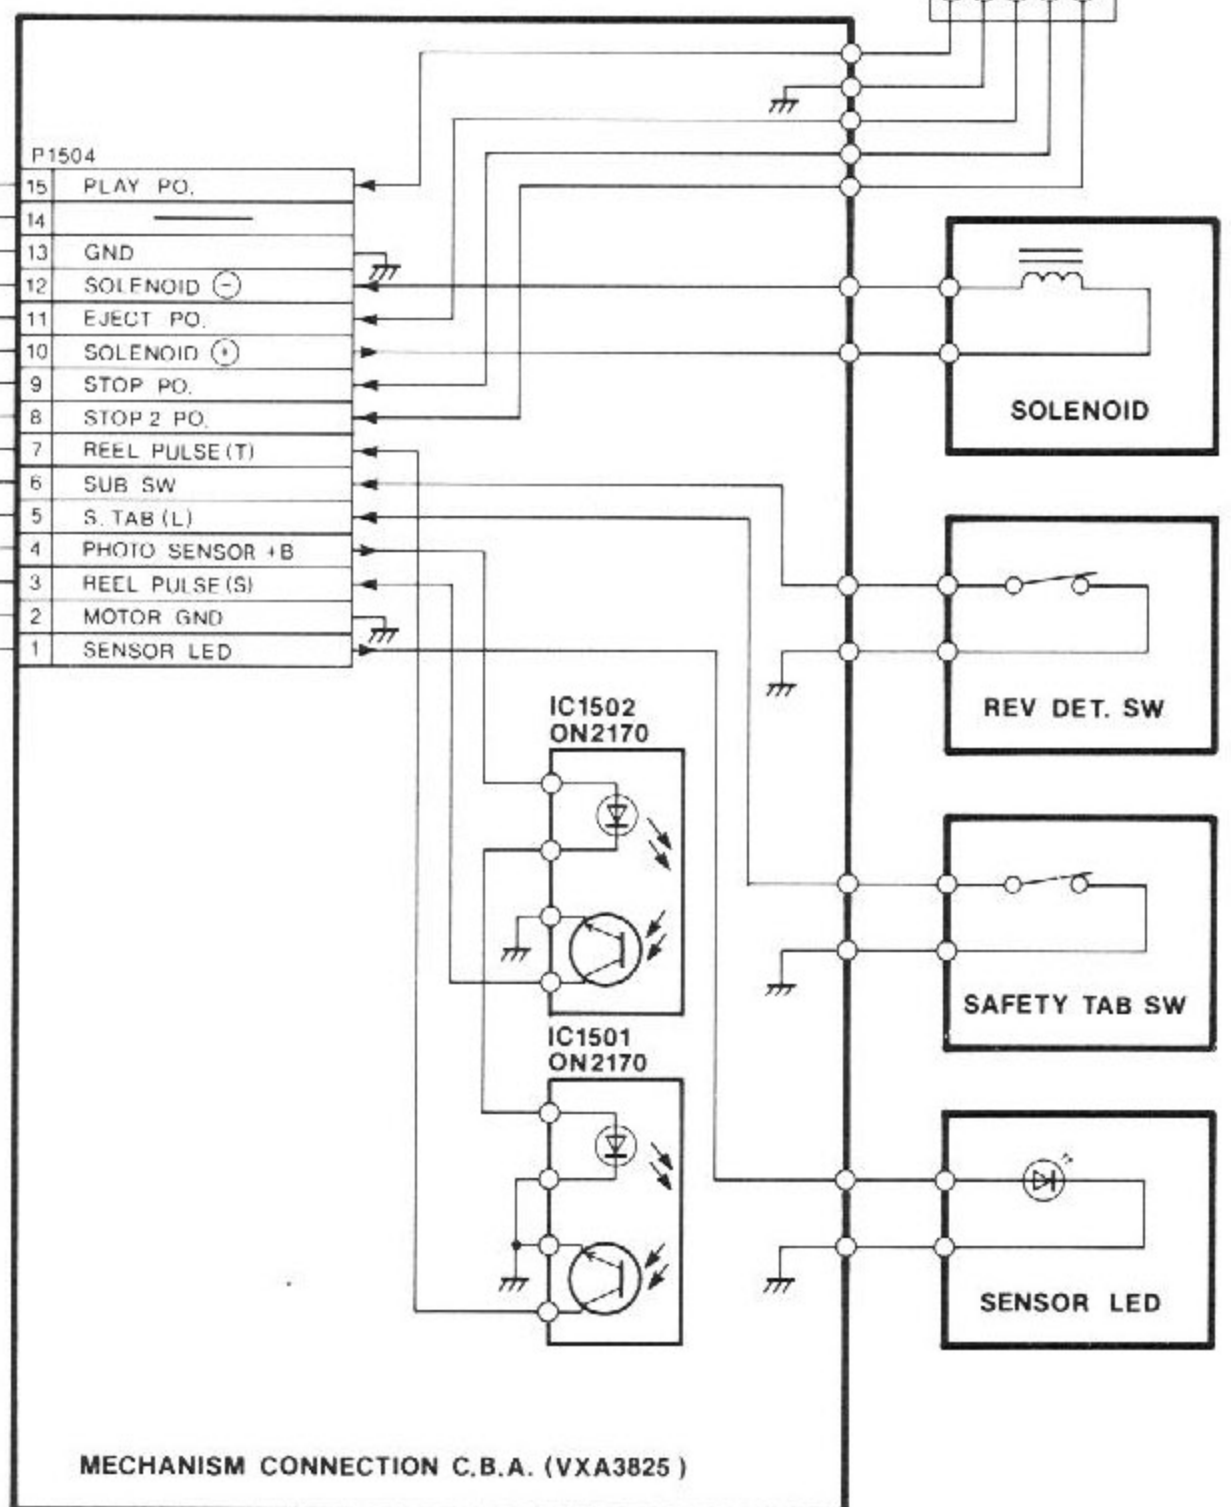 P1504
15 PLAY PO.
14
13 GND
12 SOLENOID ⊖
11 EJECT PO.
10 SOLENOID ⊕
9 STOP PO.
8 STOP 2 PO.
7 REEL PULSE (T)
6 SUB SW
5 S. TAB (L)
4 PHOTO SENSOR +B
3 REEL PULSE (S)
2 MOTOR GND
1 SENSOR LED
SOLENOID
REV DET. SW
IC1502
ON2170
SAFETY TAB SW
IC1501
ON2170
SENSOR LED
MECHANISM CONNECTION C.B.A. (VXA3825)